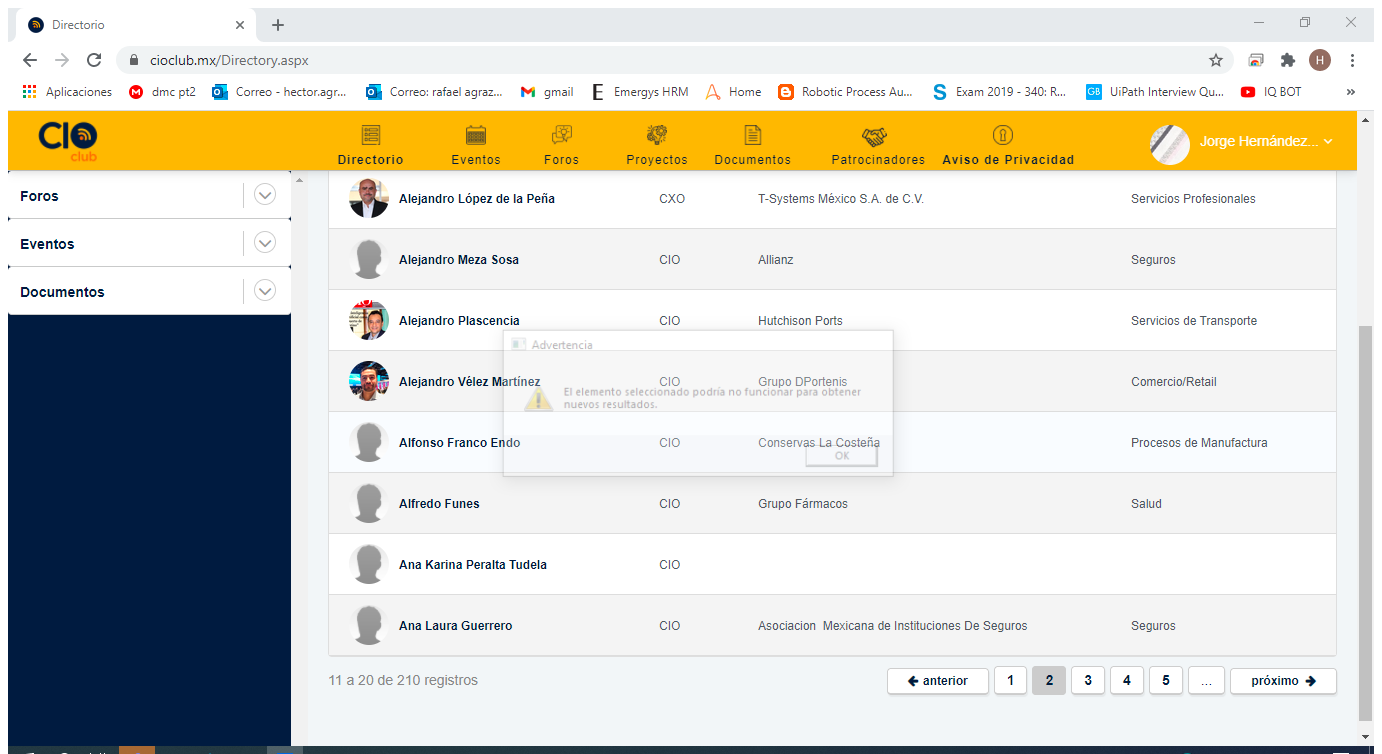 Directorio
cioclub.mx/Directory.aspx
H
Aplicaciones dmc pt2 Correo - hector.agr... Correo: rafael agraz... gmail Emergys HRM Home Robotic Process Au... Exam 2019 - 340: R... UiPath Interview Qu... IQ BOT »
CIO club
Directorio Eventos Foros Proyectos Documentos Patrocinadores Aviso de Privacidad
Jorge Hernández...
Foros
Eventos
Documentos
Alejandro López de la Peña CXO T-Systems México S.A. de C.V. Servicios Profesionales
Alejandro Meza Sosa CIO Allianz Seguros
Alejandro Plascencia CIO Hutchison Ports Servicios de Transporte
Advertencia
Alejandro Vélez Martínez CIO Grupo DPortenis Comercio/Retail
El elemento seleccionado podría no funcionar para obtener
nuevos resultados.
Alfonso Franco Endo CIO Conservas La Costeña Procesos de Manufactura
OK
Alfredo Funes CIO Grupo Fármacos Salud
Ana Karina Peralta Tudela CIO
Ana Laura Guerrero CIO Asociacion Mexicana de Instituciones De Seguros Seguros
11 a 20 de 210 registros
anterior 1 2 3 4 5 ... próximo